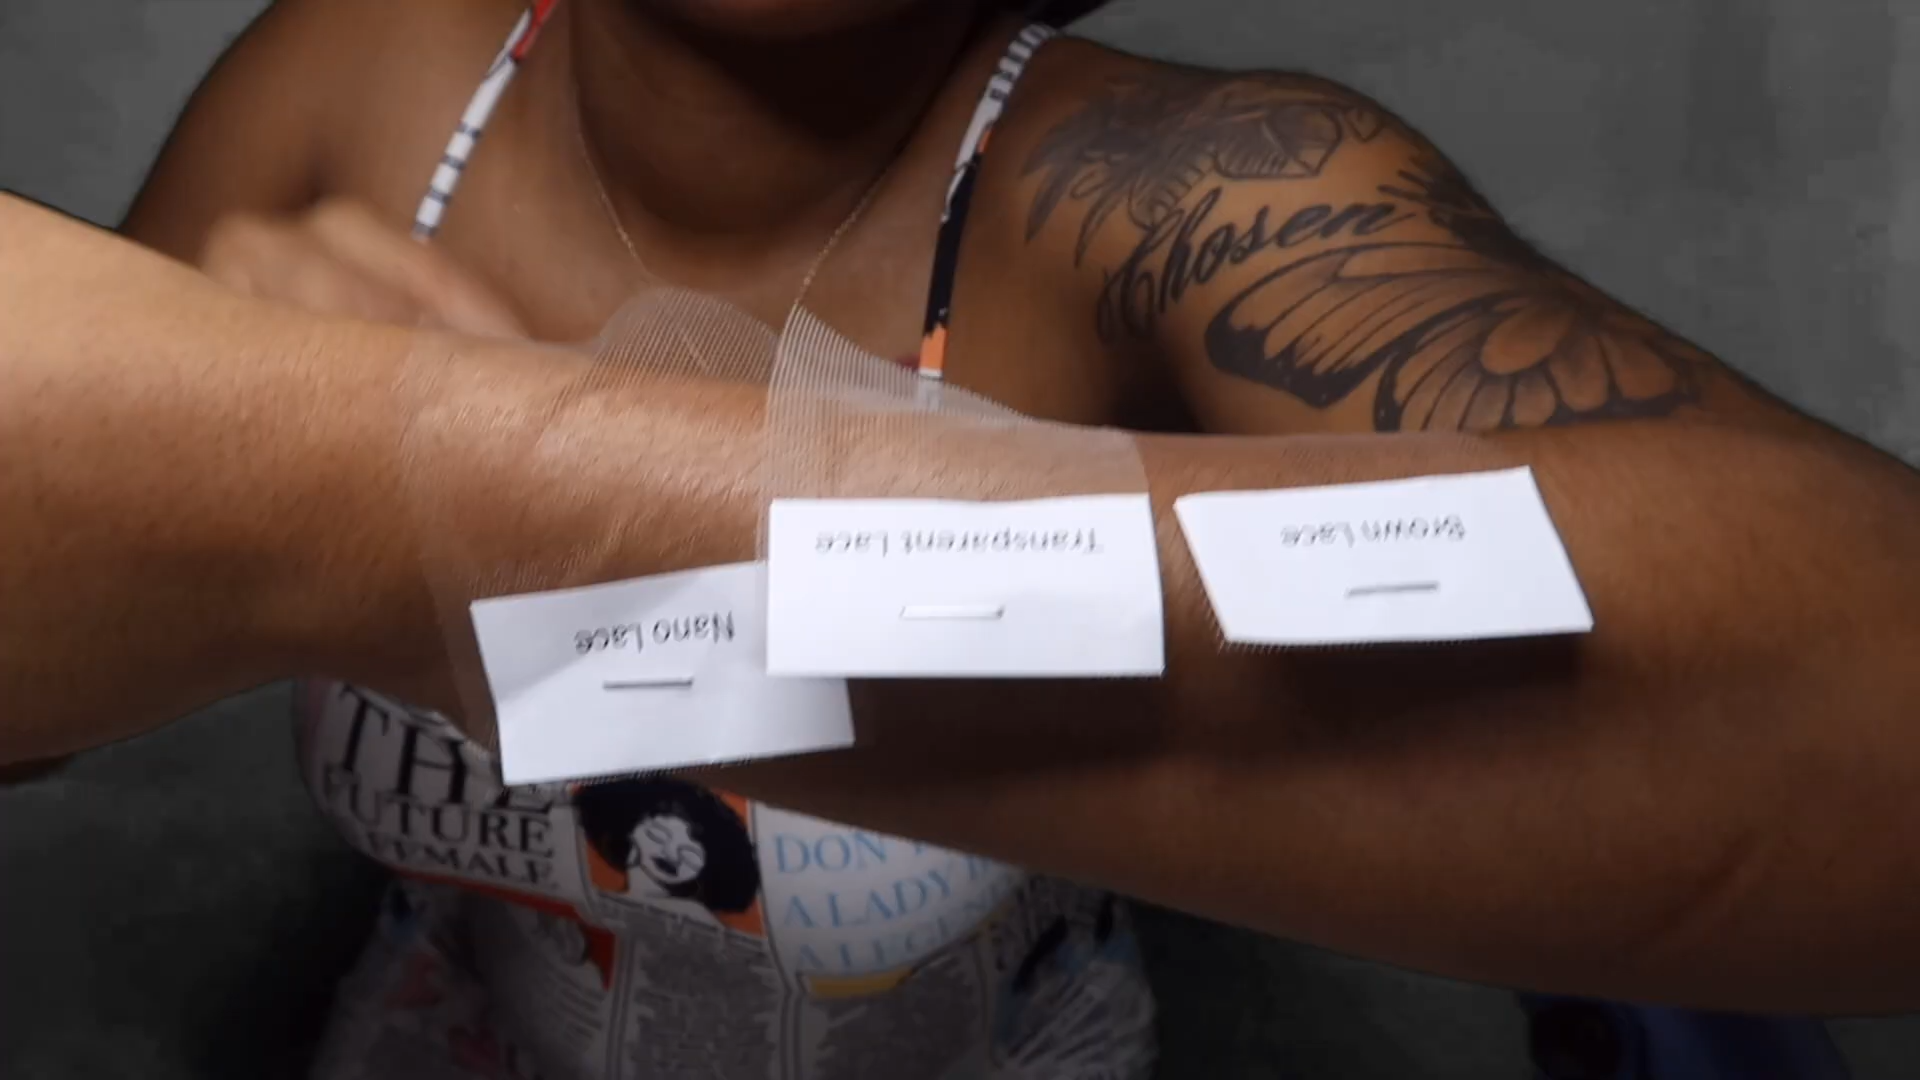 Chosen
Transparent Lace
Brown Lace
Nano Lace
THE
FUTURE
FEMALE
DON
A LADY